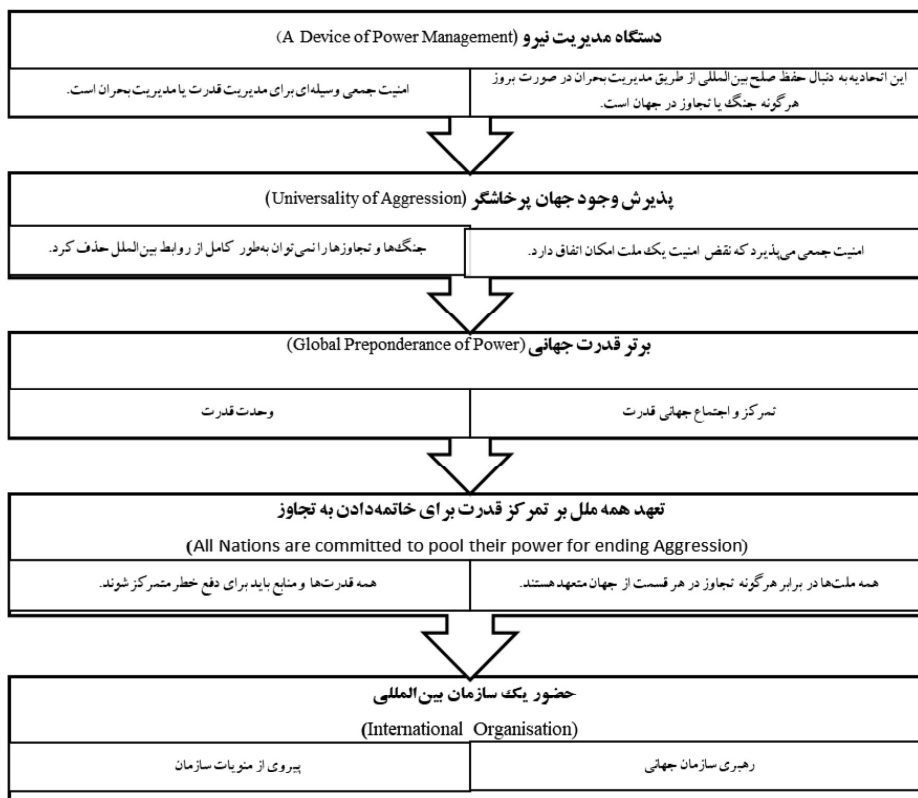 دستگاه مدیریت نیرو (A Device of Power Management)
این اتحادیه به دنبال حفظ صلح بین‌المللی از طریق مدیریت بحران در صورت بروز
هرگونه جنگ یا تجاوز در جهان است.
امنیت جمعی وسیله‌ای برای مدیریت قدرت یا مدیریت بحران است.
پذیرش وجود جهان پرخاشگر (Universality of Aggression)
امنیت جمعی می‌پذیرد که نقض امنیت یک ملت امکان اتفاق دارد.
جنگ‌ها و تجاوزها را نمی‌توان به‌طور کامل از روابط بین‌الملل حذف کرد.
برتر قدرت جهانی (Global Preponderance of Power)
تمرکز و اجتماع جهانی قدرت
وحدت قدرت
تعهد همه ملل بر تمرکز قدرت برای خاتمه‌دادن به تجاوز
(All Nations are committed to pool their power for ending Aggression)
همه ملت‌ها در برابر هرگونه تجاوز در هر قسمت از جهان متعهد هستند.
همه قدرت‌ها و منابع باید برای دفع خطر متمرکز شوند.
حضور یک سازمان بین‌المللی
(International Organisation)
رهبری سازمان جهانی
پیروی از منویات سازمان